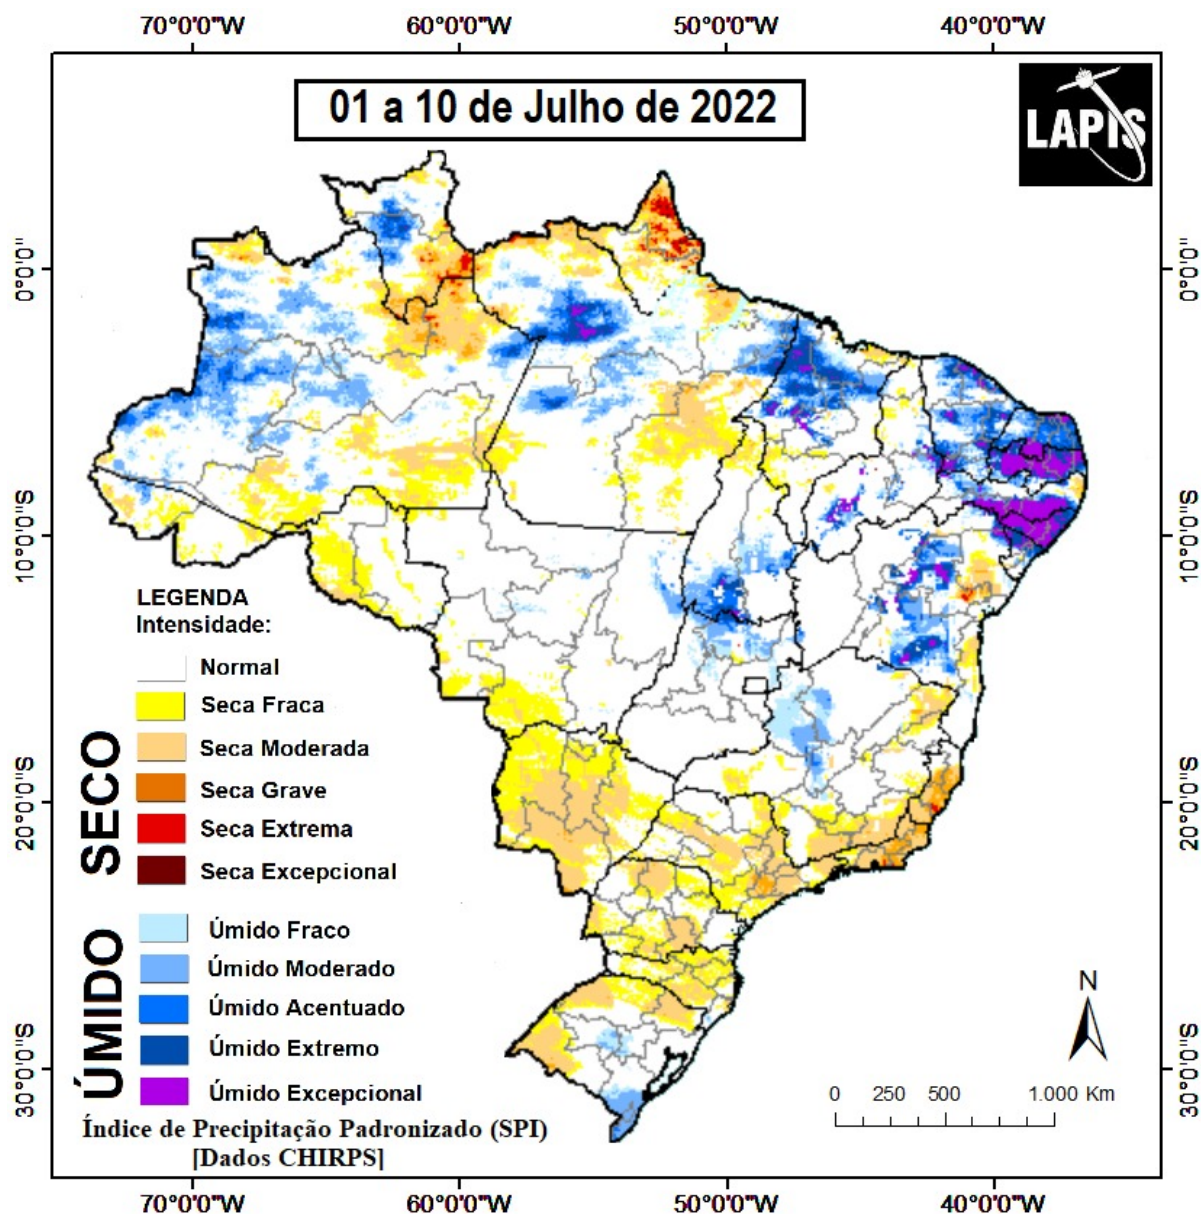 70°0'0"W 60°0'0"W 50°0'0"W 40°0'0"W
01 a 10 de Julho de 2022
LAPIS
0°0'0" 0°0'0"
10°0'0"S 10°0'0"S
LEGENDA
Intensidade:
Normal
SECO
Seca Fraca
Seca Moderada
Seca Grave
Seca Extrema
Seca Excepcional
20°0'0"S 20°0'0"S
ÚMIDO
Úmido Fraco
Úmido Moderado
Úmido Acentuado
Úmido Extremo
Úmido Excepcional
N
30°0'0"S 30°0'0"S
0 250 500 1.000 Km
Índice de Precipitação Padronizado (SPI)
[Dados CHIRPS]
70°0'0"W 60°0'0"W 50°0'0"W 40°0'0"W